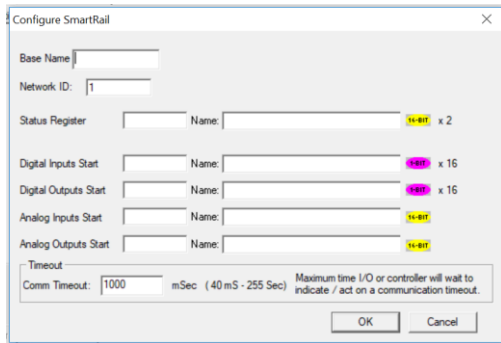 Configure SmartRail
Base Name
Network ID: 1
Status Register Name: 14-BIT x 2
Digital Inputs Start Name: 1-BIT x 16
Digital Outputs Start Name: 1-BIT x 16
Analog Inputs Start Name: 14-BIT
Analog Outputs Start Name: 14-BIT
Timeout
Comm Timeout: 1000 mSec ( 40 mS - 255 Sec) Maximum time I/O or controller will wait to
indicate / act on a communication timeout.
OK Cancel